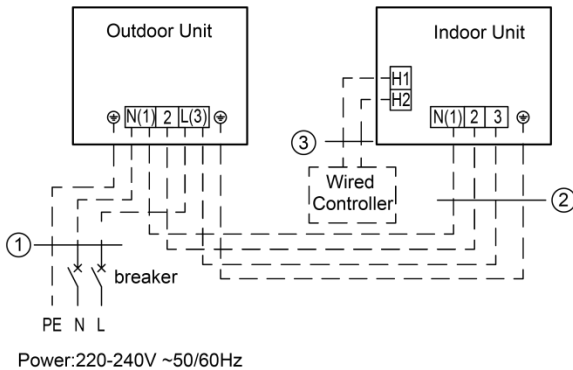 Outdoor Unit
Indoor Unit
H1
H2
N(1) 2 L(3)
N(1) 2 3
③
Wired
Controller
②
①
breaker
PE N L
Power:220-240V ~50/60Hz